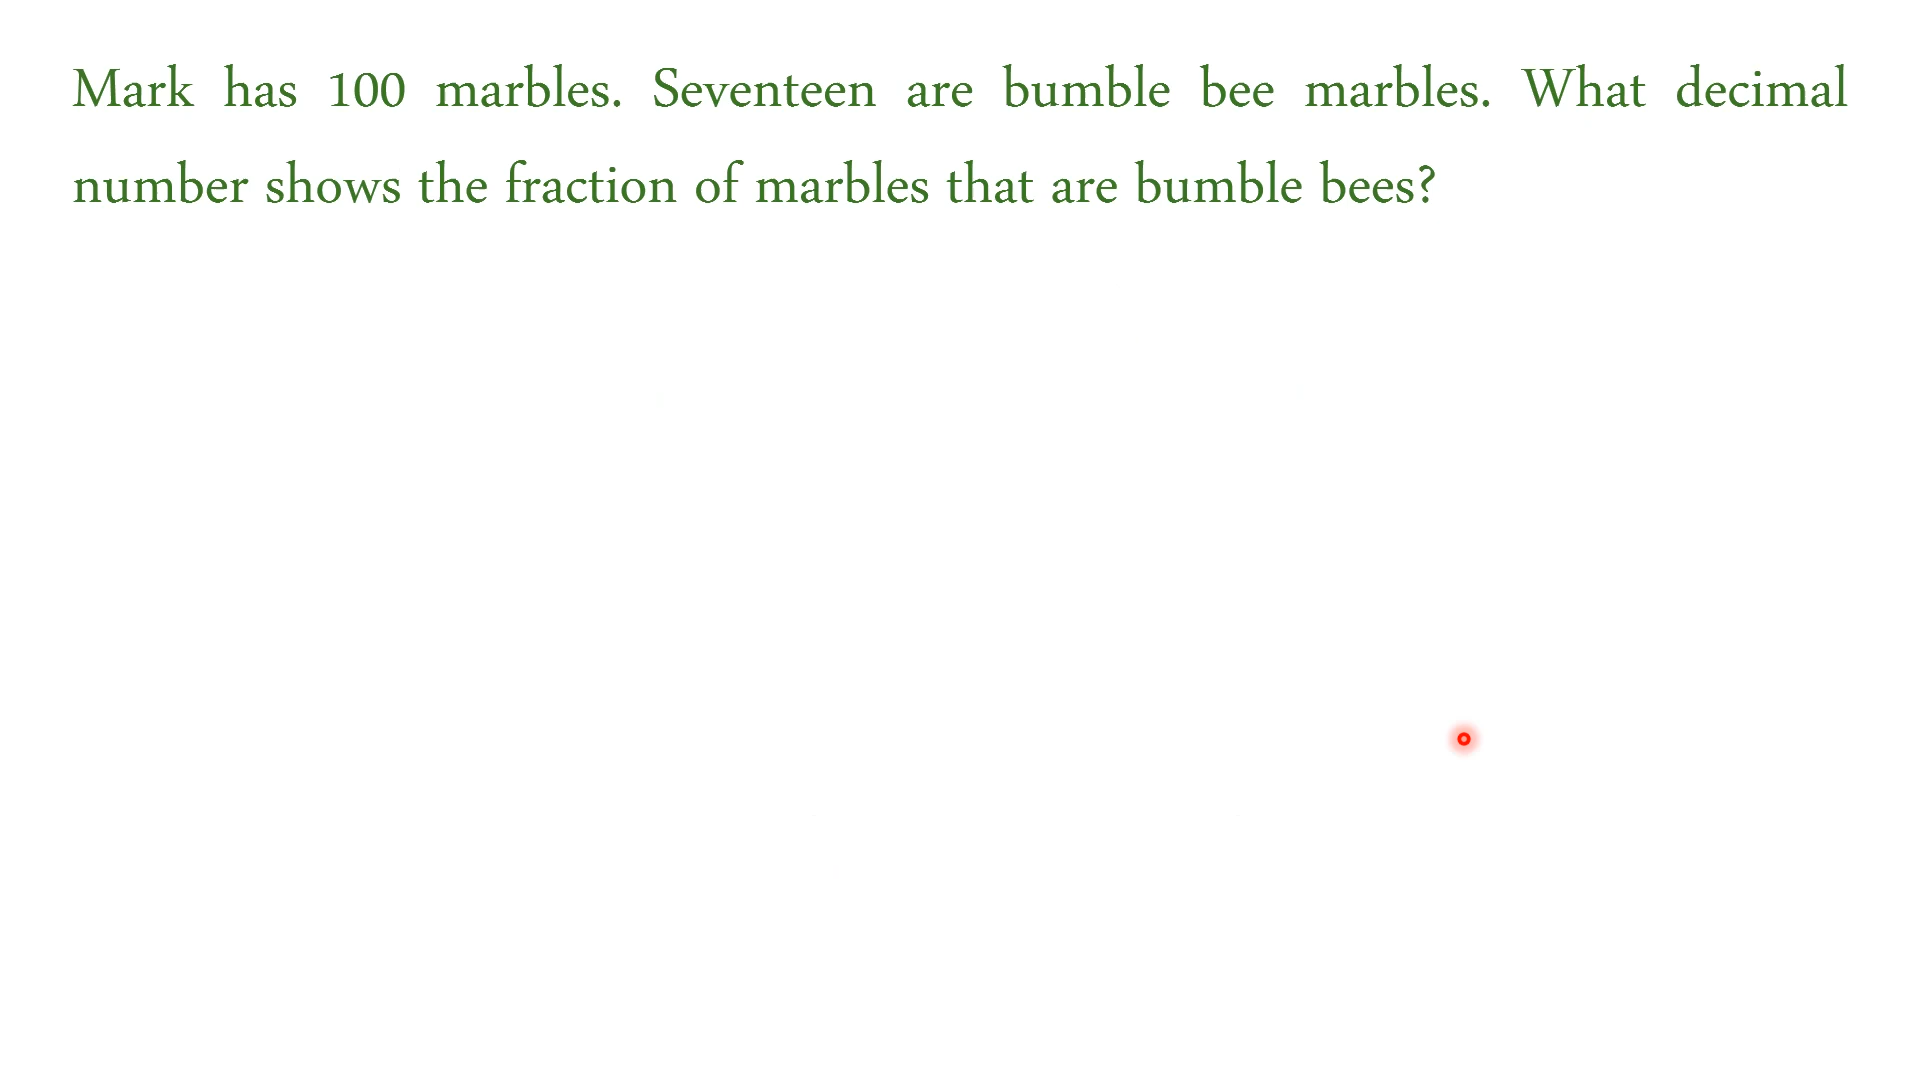 Mark has 100 marbles. Seventeen are bumble bee marbles. What decimal
number shows the fraction of marbles that are bumble bees?